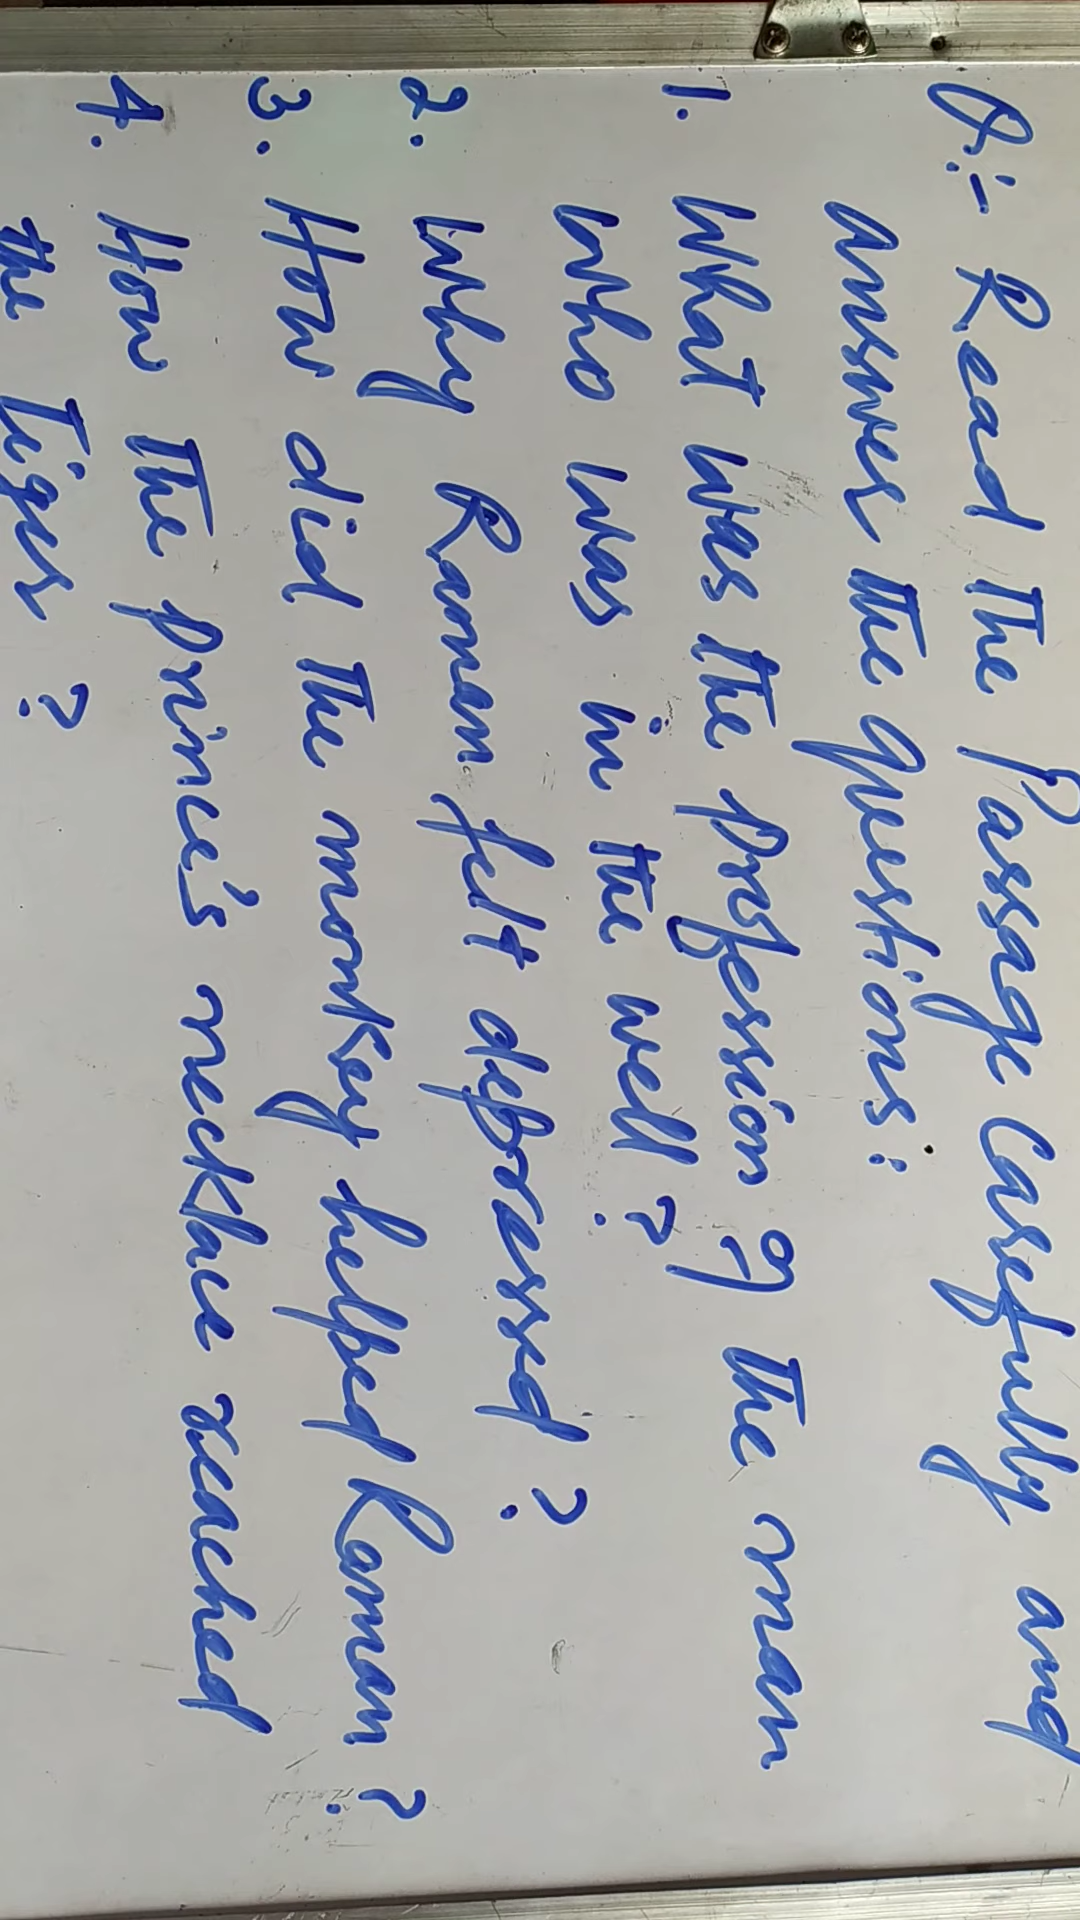 Q:- Read the Passage Carefully and
answer the questions:
1. What was the profession of the man
who was in the well?
2. Why Raman felt depressed?
3. How did the monkey helped Raman?
4. How the prince's necklace reached
the Tiger?